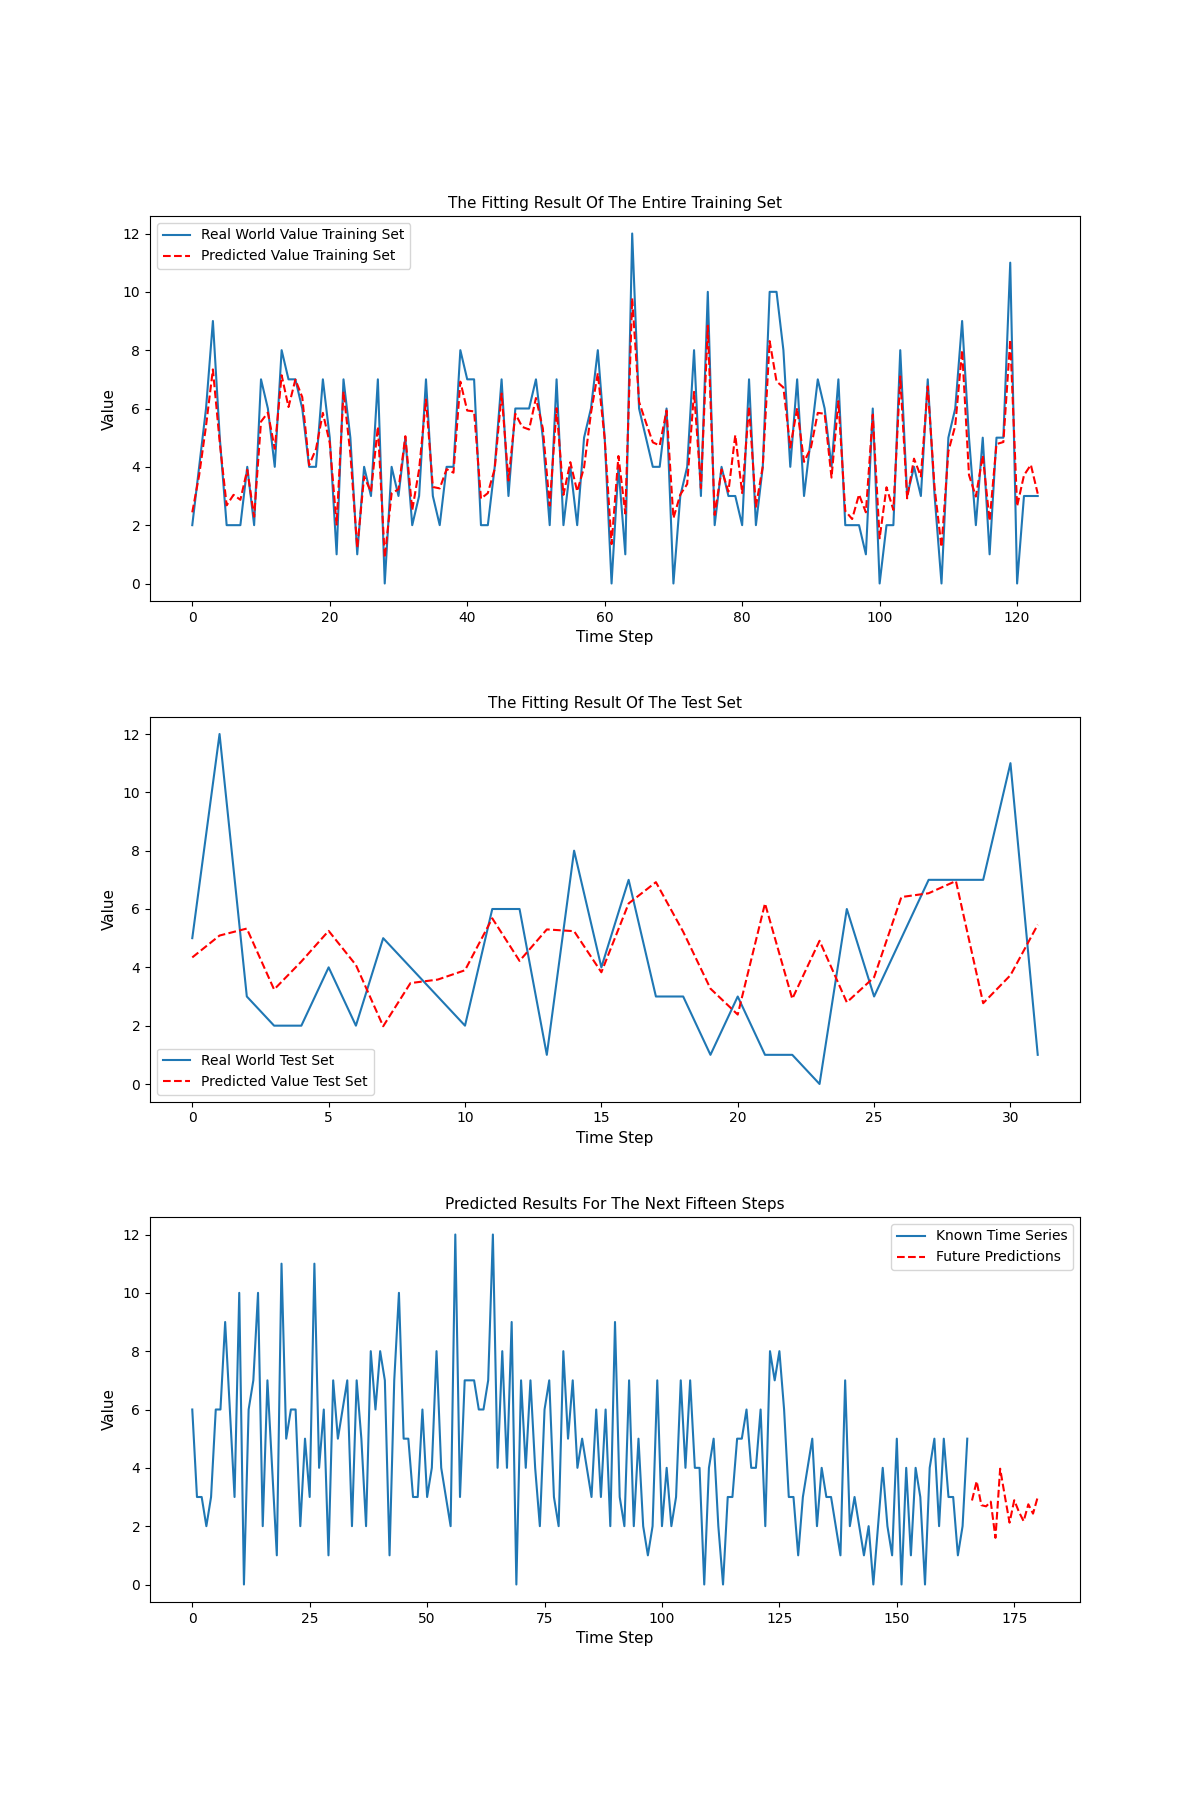 The Fitting Result Of The Entire Training Set
Real World Value Training Set
Predicted Value Training Set
Value
12
10
8
6
4
2
0
0 20 40 60 80 100 120
Time Step
The Fitting Result Of The Test Set
Value
12
10
8
6
4
2
0
Real World Test Set
Predicted Value Test Set
0 5 10 15 20 25 30
Time Step
Predicted Results For The Next Fifteen Steps
Known Time Series
Future Predictions
Value
12
10
8
6
4
2
0
0 25 50 75 100 125 150 175
Time Step